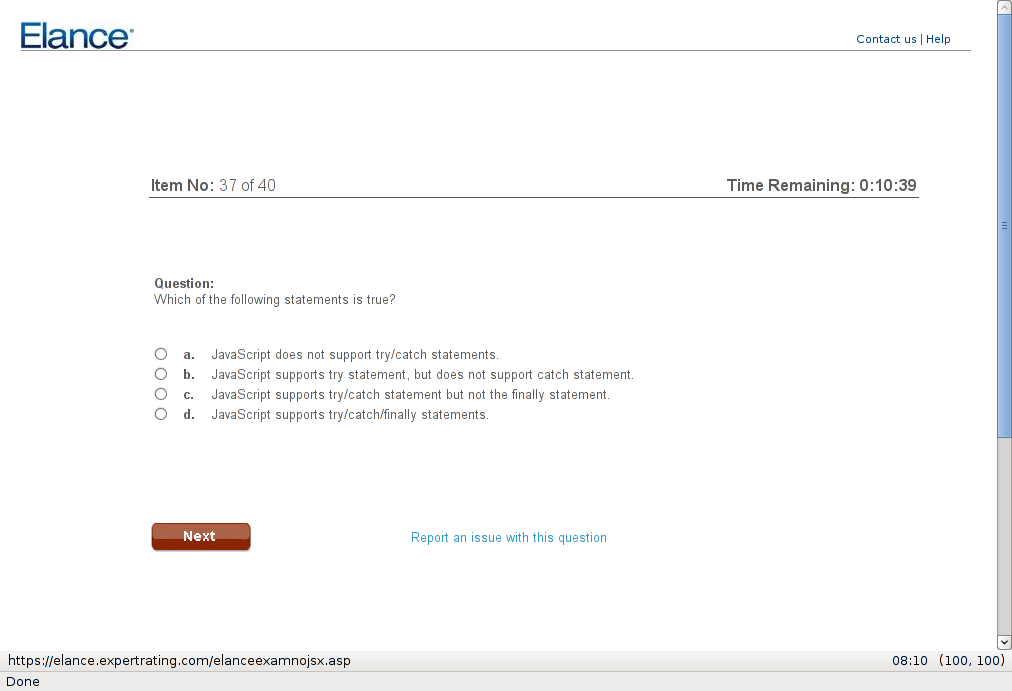 Elance®
Contact us | Help
Item No: 37 of 40
Time Remaining: 0:10:39
Question:
Which of the following statements is true?
a. JavaScript does not support try/catch statements.
b. JavaScript supports try statement, but does not support catch statement.
c. JavaScript supports try/catch statement but not the finally statement.
d. JavaScript supports try/catch/finally statements.
Next
Report an issue with this question
https://elance.expertrating.com/elanceexamnojsx.asp
08:10 (100, 100)
Done